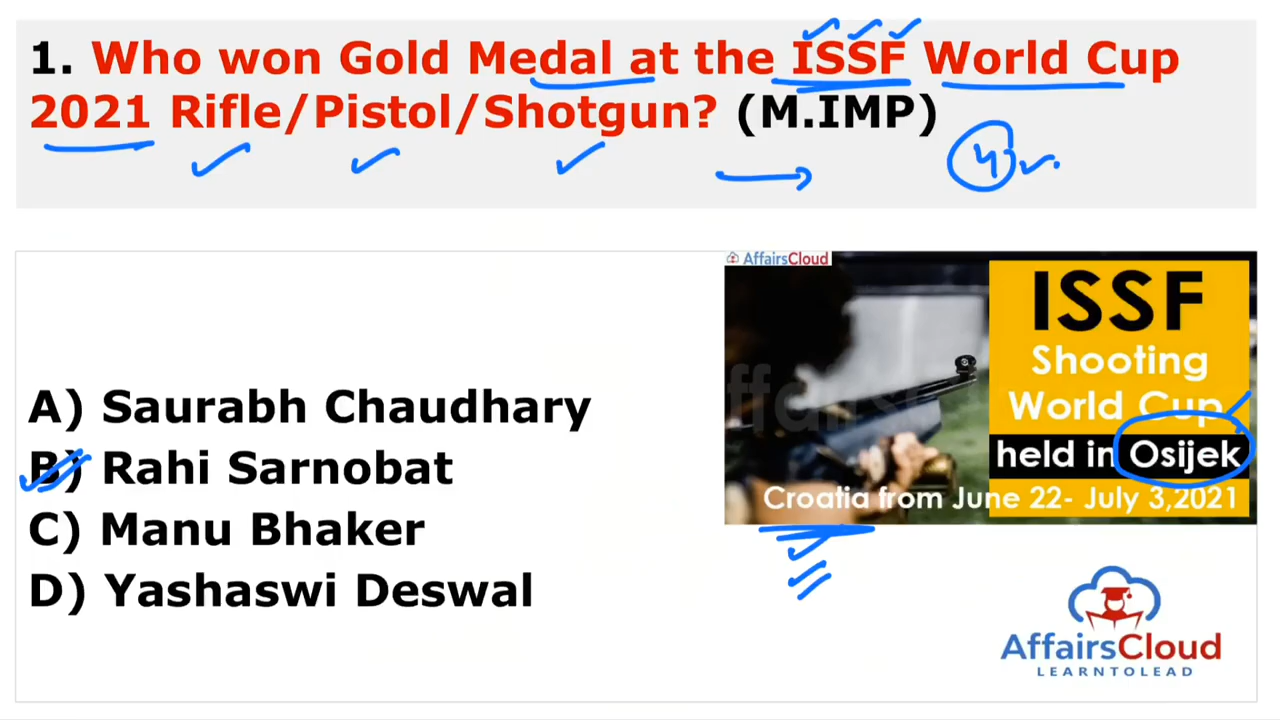 1. Who won Gold Medal at the ISSF World Cup
2021 Rifle/Pistol/Shotgun? (M.IMP)
4
A) Saurabh Chaudhary
B) Rahi Sarnobat
C) Manu Bhaker
D) Yashaswi Deswal
AffairsCloud
ISSF
Shooting
World Cup
held in Osijek
Croatia from June 22- July 3,2021
AffairsCloud
LEARNTOLEAD